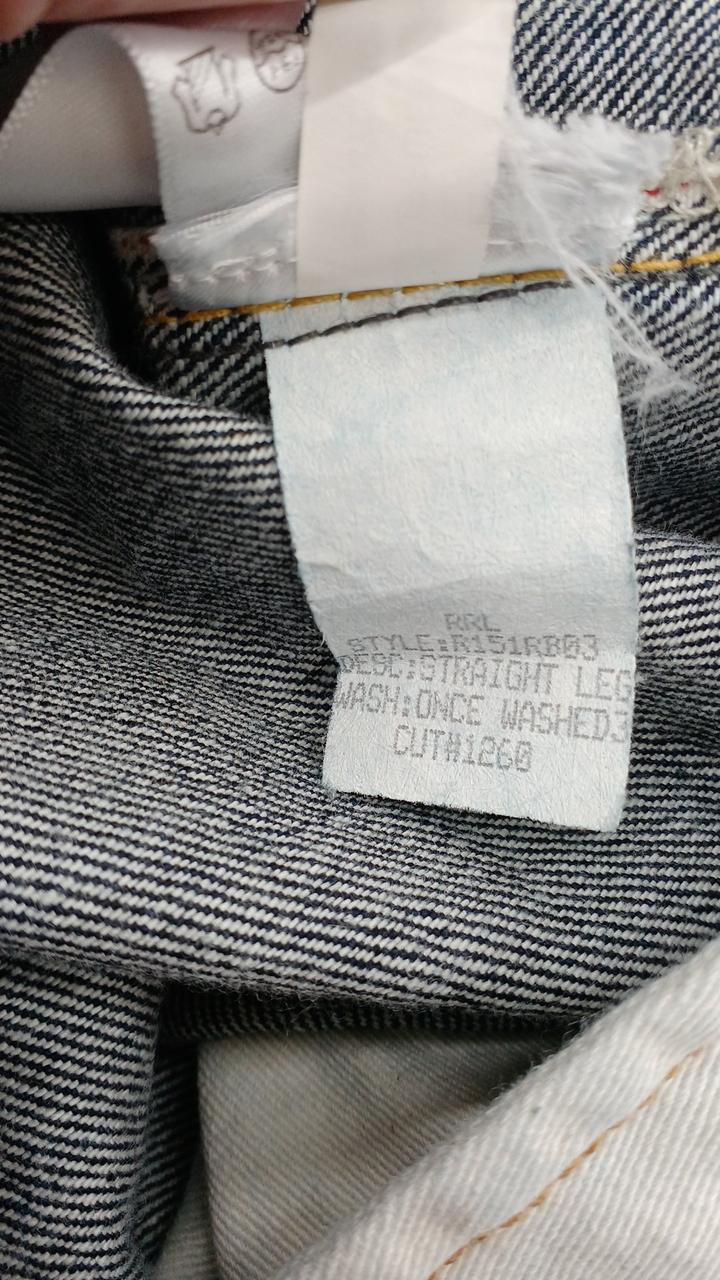 RRL
STYLE:R151RB03
DESC:STRAIGHT LEG
WASH:ONCE WASHED3
CUT#1260